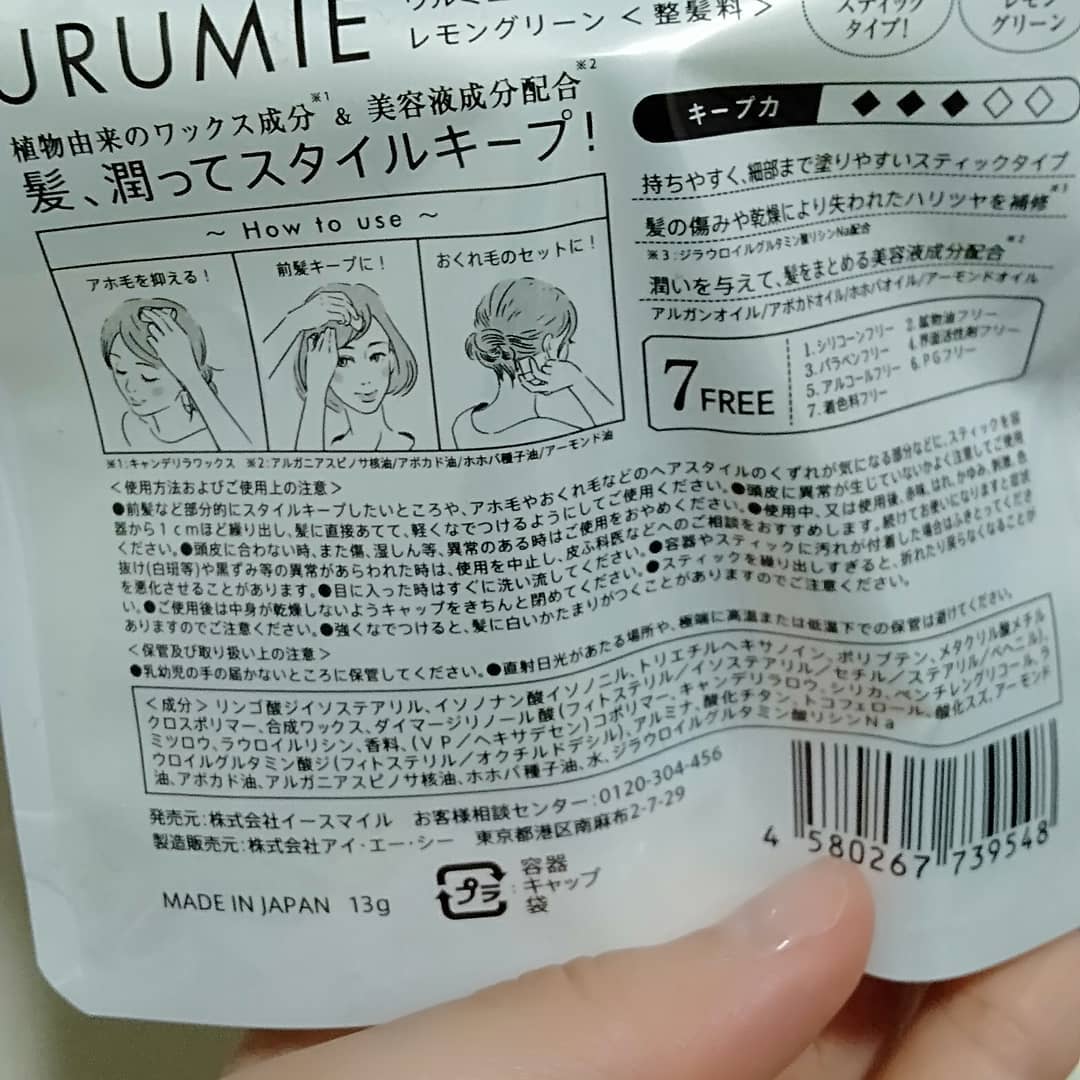 URUMIE
レモングリーン＜整髪料＞
スティック
タイプ!
レモン
グリーン
植物由来のワックス成分※1 & 美容液成分配合※2
髪、潤ってスタイルキープ!
キープ力 ◆◆◆◇◇
持ちやすく、細部まで塗りやすいスティックタイプ
髪の傷みや乾燥により失われたハリツヤを補修※3
※3:ジラウロイルグルタミン酸リシンNa配合
潤いを与えて、髪をまとめる美容液成分配合※2
アルガンオイル/アボカドオイル/ホホバオイル/アーモンドオイル
～ How to use ～
アホ毛を抑える!
前髪キープに!
おくれ毛のセットに!
7 FREE
1.シリコーンフリー 2.鉱物油フリー
3.パラベンフリー 4.界面活性剤フリー
5.アルコールフリー 6.PGフリー
7.着色料フリー
※1:キャンデリラワックス ※2:アルガニアスピノサ核油/アボカド油/ホホバ種子油/アーモンド油
＜使用方法およびご使用上の注意＞
●前髪など部分的にスタイルキープしたいところや、アホ毛やおくれ毛などのヘアスタイルのくずれが気になる部分などに、スティックを容
器から1cmほど繰り出し、髪に直接あてて、軽くなでつけるようにしてご使用ください。●頭皮に異常が生じていないかよく注意してご使用
ください。●頭皮に合わない時、また傷、湿しん等、異常のある時はご使用をおやめください。●使用中、又は使用後、赤味、はれ、かゆみ、刺激、色
抜け(白斑等)や黒ずみ等の異常があらわれた時は、使用を中止し、皮ふ科医などへのご相談をおすすめします。続けてお使いになりますと症状
を悪化させることがあります。●目に入った時はすぐに洗い流してください。●容器やスティックに汚れが付着した場合はふきとってくださ
い。●ご使用後は中身が乾燥しないようキャップをきちんと閉めてください。●スティックを繰り出しすぎると、折れたり戻らなくなることが
ありますのでご注意ください。●強くなでつけると、髪に白いかたまりがつくことがありますのでご注意ください。
＜保管及び取り扱い上の注意＞
●乳幼児の手の届かないところに保管してください。●直射日光があたる場所や、極端に高温または低温下での保管は避けてください。
＜成分＞リンゴ酸ジイソステアリル、イソノナン酸イソノニル、トリエチルヘキサノイン、ポリブテン、メタクリル酸メチル
クロスポリマー、合成ワックス、ダイマージリノール酸(フィトステリル/イソステアリル/セチル/ステアリル/ベヘニル)、
ミツロウ、ラウロイルリシン、香料、(VP/ヘキサデセン)コポリマー、キャンデリラロウ、シリカ、ペンチレングリコール、ラ
ウロイルグルタミン酸ジ(フィトステリル/オクチルドデシル)、アルミナ、酸化チタン、トコフェロール、酸化スズ、アーモンド
油、アボカド油、アルガニアスピノサ核油、ホホバ種子油、水、ジラウロイルグルタミン酸リシンNa
発売元:株式会社イースマイル お客様相談センター:0120-304-456
製造販売元:株式会社アイ・エー・シー 東京都港区南麻布2-7-29
MADE IN JAPAN 13g
プラ
容器
キャップ
袋
4 580267 739548